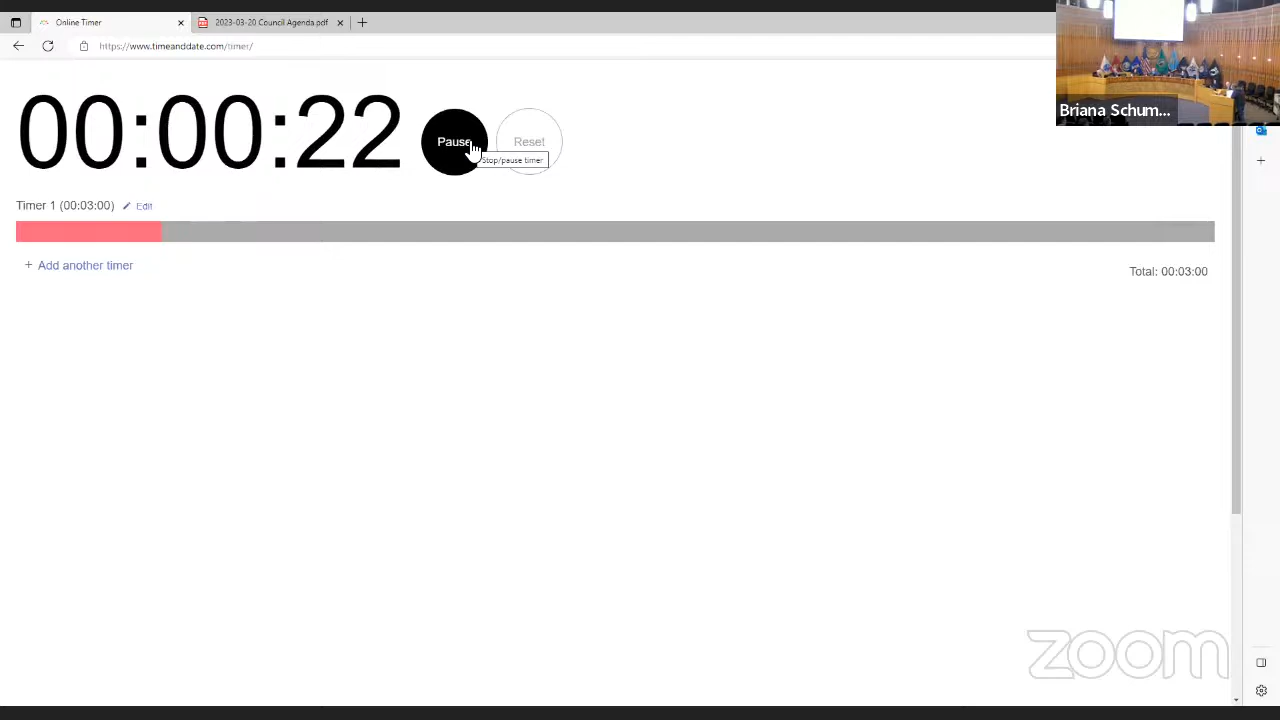 Online Timer
2023-03-20 Council Agenda.pdf
https://www.timeanddate.com/timer/
Briana Schum...
00:00:22
Pause
Reset
Stop/pause timer
Timer 1 (00:03:00)
Edit
+ Add another timer
Total: 00:03:00
zoom